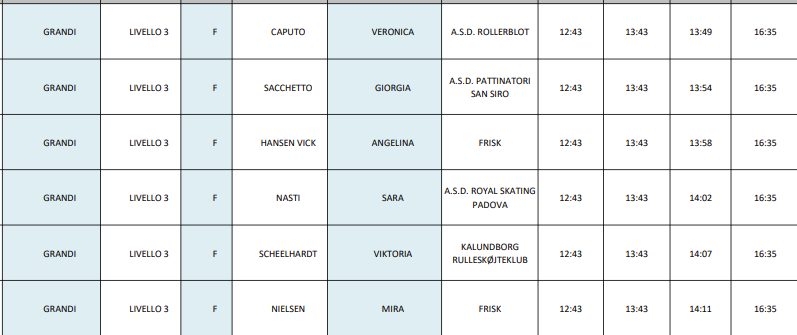 GRANDI LIVELLO 3 F CAPUTO VERONICA A.S.D. ROLLERBLOT 12:43 13:43 13:49 16:35
GRANDI LIVELLO 3 F SACCHETTO GIORGIA A.S.D. PATTINATORI
SAN SIRO 12:43 13:43 13:54 16:35
GRANDI LIVELLO 3 F HANSEN VICK ANGELINA FRISK 12:43 13:43 13:58 16:35
GRANDI LIVELLO 3 F NASTI SARA A.S.D. ROYAL SKATING
PADOVA 12:43 13:43 14:02 16:35
GRANDI LIVELLO 3 F SCHEELHARDT VIKTORIA KALUNDBORG
RULLESKØJTEKLUB 12:43 13:43 14:07 16:35
GRANDI LIVELLO 3 F NIELSEN MIRA FRISK 12:43 13:43 14:11 16:35